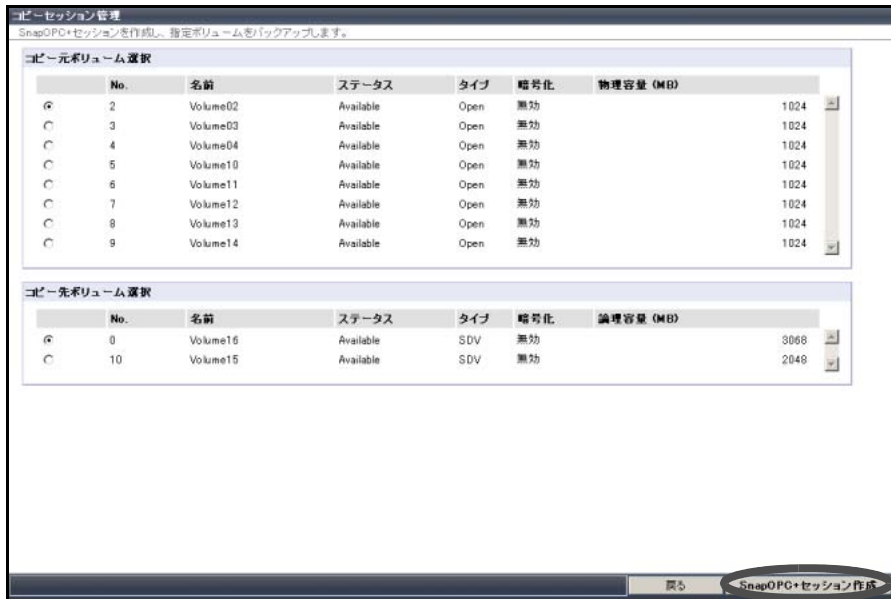 コピーセッション管理
SnapOPC+セッションを作成し、指定ボリュームをバックアップします。
コピー元ボリューム選択
No. 名前 ステータス タイプ 暗号化 物理容量 (MB)
2 Volume02 Available Open 無効 1024
3 Volume03 Available Open 無効 1024
4 Volume04 Available Open 無効 1024
5 Volume10 Available Open 無効 1024
6 Volume11 Available Open 無効 1024
7 Volume12 Available Open 無効 1024
8 Volume13 Available Open 無効 1024
9 Volume14 Available Open 無効 1024
コピー先ボリューム選択
No. 名前 ステータス タイプ 暗号化 論理容量 (MB)
0 Volume16 Available SDV 無効 3068
10 Volume15 Available SDV 無効 2048
戻る SnapOPC+セッション作成